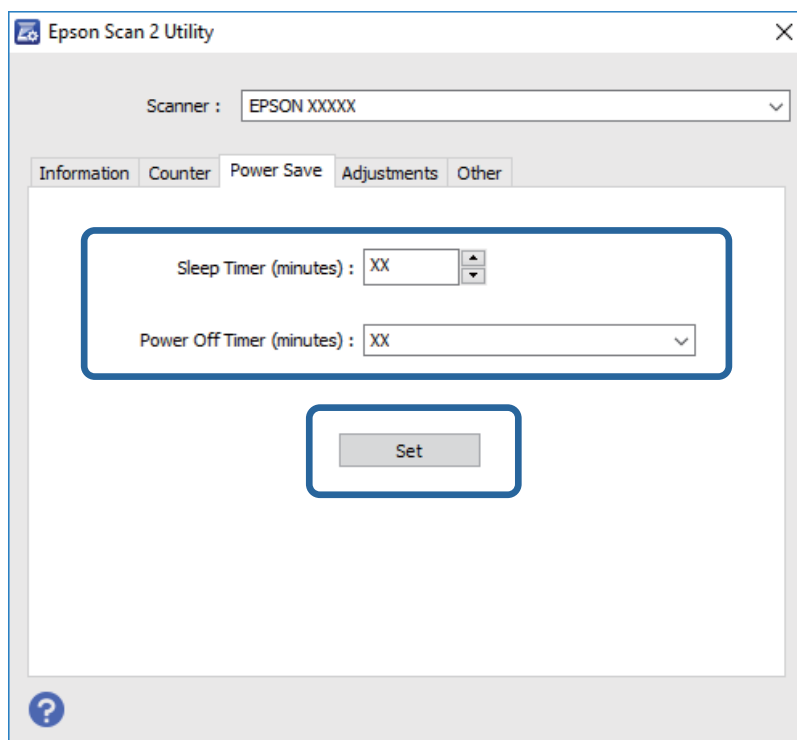 Epson Scan 2 Utility
Scanner : EPSON XXXXX
Information Counter Power Save Adjustments Other
Sleep Timer (minutes) : XX
Power Off Timer (minutes) : XX
Set
?